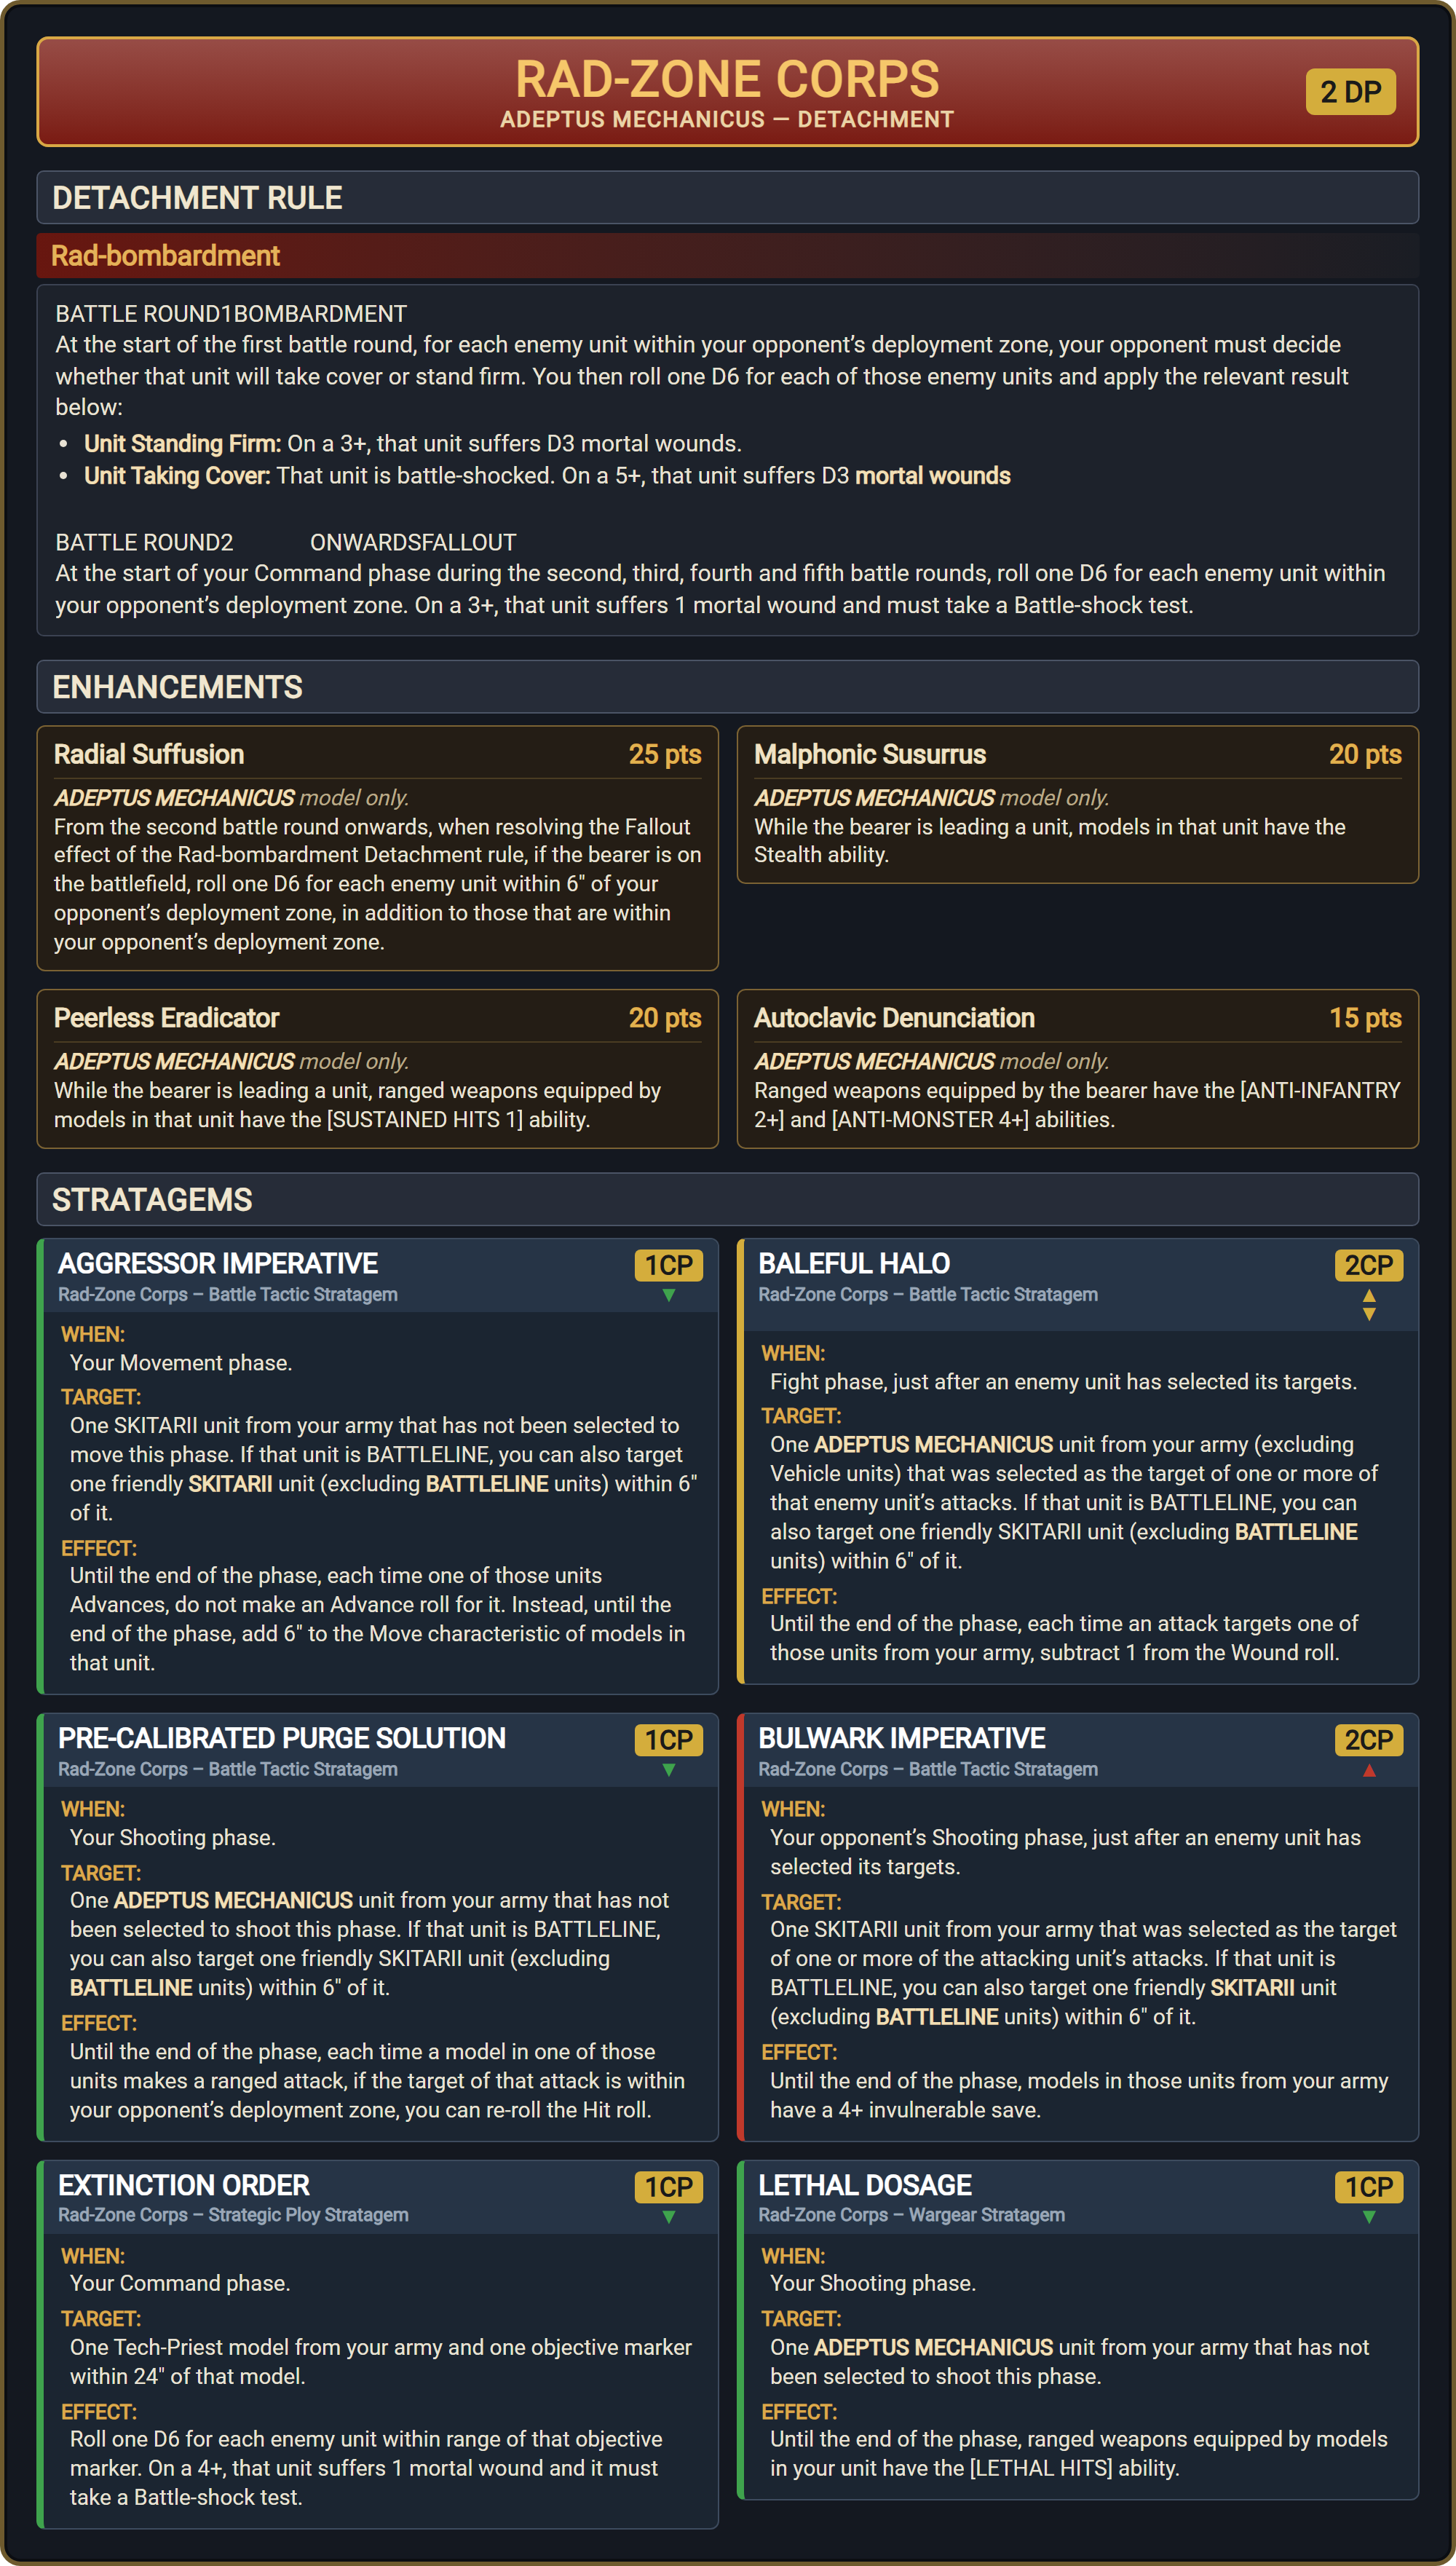 RAD-ZONE CORPS
ADEPTUS MECHANICUS — DETACHMENT
2 DP
DETACHMENT RULE
Rad-bombardment
BATTLE ROUND1BOMBARDMENT
At the start of the first battle round, for each enemy unit within your opponent’s deployment zone, your opponent must decide
whether that unit will take cover or stand firm. You then roll one D6 for each of those enemy units and apply the relevant result
below:
• Unit Standing Firm: On a 3+, that unit suffers D3 mortal wounds.
• Unit Taking Cover: That unit is battle-shocked. On a 5+, that unit suffers D3 mortal wounds
BATTLE ROUND2 ONWARDSFALLOUT
At the start of your Command phase during the second, third, fourth and fifth battle rounds, roll one D6 for each enemy unit within
your opponent’s deployment zone. On a 3+, that unit suffers 1 mortal wound and must take a Battle-shock test.
ENHANCEMENTS
Radial Suffusion 25 pts
ADEPTUS MECHANICUS model only.
From the second battle round onwards, when resolving the Fallout
effect of the Rad-bombardment Detachment rule, if the bearer is on
the battlefield, roll one D6 for each enemy unit within 6" of your
opponent’s deployment zone, in addition to those that are within
your opponent’s deployment zone.
Malphonic Susurrus 20 pts
ADEPTUS MECHANICUS model only.
While the bearer is leading a unit, models in that unit have the
Stealth ability.
Peerless Eradicator 20 pts
ADEPTUS MECHANICUS model only.
While the bearer is leading a unit, ranged weapons equipped by
models in that unit have the [SUSTAINED HITS 1] ability.
Autoclavic Denunciation 15 pts
ADEPTUS MECHANICUS model only.
Ranged weapons equipped by the bearer have the [ANTI-INFANTRY
2+] and [ANTI-MONSTER 4+] abilities.
STRATAGEMS
AGGRESSOR IMPERATIVE 1CP
Rad-Zone Corps – Battle Tactic Stratagem ▼
WHEN:
Your Movement phase.
TARGET:
One SKITARII unit from your army that has not been selected to
move this phase. If that unit is BATTLELINE, you can also target
one friendly SKITARII unit (excluding BATTLELINE units) within 6"
of it.
EFFECT:
Until the end of the phase, each time one of those units
Advances, do not make an Advance roll for it. Instead, until the
end of the phase, add 6" to the Move characteristic of models in
that unit.
BALEFUL HALO 2CP
Rad-Zone Corps – Battle Tactic Stratagem ▲
▼
WHEN:
Fight phase, just after an enemy unit has selected its targets.
TARGET:
One ADEPTUS MECHANICUS unit from your army (excluding
Vehicle units) that was selected as the target of one or more of
that enemy unit’s attacks. If that unit is BATTLELINE, you can
also target one friendly SKITARII unit (excluding BATTLELINE
units) within 6" of it.
EFFECT:
Until the end of the phase, each time an attack targets one of
those units from your army, subtract 1 from the Wound roll.
PRE-CALIBRATED PURGE SOLUTION 1CP
Rad-Zone Corps – Battle Tactic Stratagem ▼
WHEN:
Your Shooting phase.
TARGET:
One ADEPTUS MECHANICUS unit from your army that has not
been selected to shoot this phase. If that unit is BATTLELINE,
you can also target one friendly SKITARII unit (excluding
BATTLELINE units) within 6" of it.
EFFECT:
Until the end of the phase, each time a model in one of those
units makes a ranged attack, if the target of that attack is within
your opponent’s deployment zone, you can re-roll the Hit roll.
BULWARK IMPERATIVE 2CP
Rad-Zone Corps – Battle Tactic Stratagem ▲
WHEN:
Your opponent’s Shooting phase, just after an enemy unit has
selected its targets.
TARGET:
One SKITARII unit from your army that was selected as the target
of one or more of the attacking unit’s attacks. If that unit is
BATTLELINE, you can also target one friendly SKITARII unit
(excluding BATTLELINE units) within 6" of it.
EFFECT:
Until the end of the phase, models in those units from your army
have a 4+ invulnerable save.
EXTINCTION ORDER 1CP
Rad-Zone Corps – Strategic Ploy Stratagem ▼
WHEN:
Your Command phase.
TARGET:
One Tech-Priest model from your army and one objective marker
within 24" of that model.
EFFECT:
Roll one D6 for each enemy unit within range of that objective
marker. On a 4+, that unit suffers 1 mortal wound and it must
take a Battle-shock test.
LETHAL DOSAGE 1CP
Rad-Zone Corps – Wargear Stratagem ▼
WHEN:
Your Shooting phase.
TARGET:
One ADEPTUS MECHANICUS unit from your army that has not
been selected to shoot this phase.
EFFECT:
Until the end of the phase, ranged weapons equipped by models
in your unit have the [LETHAL HITS] ability.